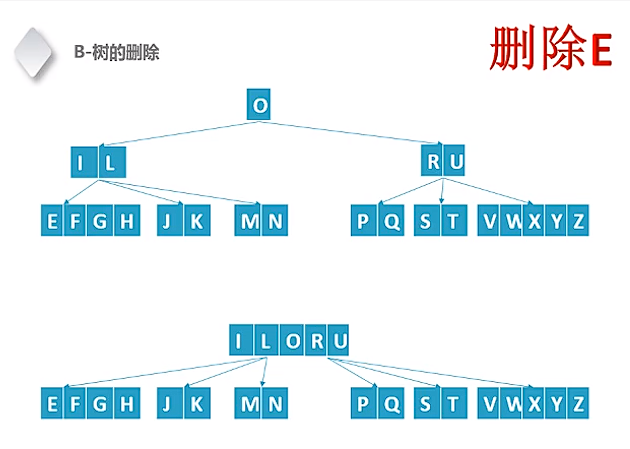 B-树的删除
删除E
O
I L
R U
E F G H
J K
M N
P Q
S T
V W X Y Z
I L O R U
E F G H
J K
M N
P Q
S T
V W X Y Z